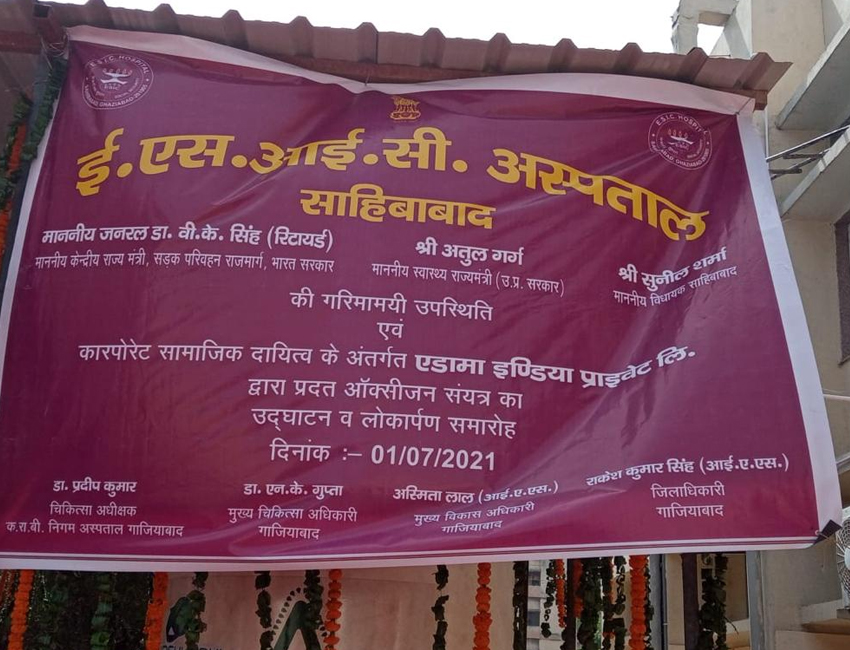 ई.एस.आई.सी. अस्पताल
साहिबाबाद
माननीय जनरल डा. वी.के. सिंह (रिटायर्ड)
माननीय केन्द्रीय राज्य मंत्री, सड़क परिवहन राजमार्ग, भारत सरकार
श्री अतुल गर्ग
माननीय स्वास्थ्य राज्यमंत्री (उ.प्र. सरकार)
श्री सुनील शर्मा
माननीय विधायक साहिबाबाद
की गरिमामयी उपस्थिति
एवं
कारपोरेट सामाजिक दायित्व के अंतर्गत एडामा इण्डिया प्राइवेट लि.
द्वारा प्रदत ऑक्सीजन संयत्र का
उद्घाटन व लोकार्पण समारोह
दिनांक :– 01/07/2021
डा. प्रदीप कुमार
चिकित्सा अधीक्षक
क.रा.बी. निगम अस्पताल गाजियाबाद
डा. एन.के. गुप्ता
मुख्य चिकित्सा अधिकारी
गाजियाबाद
अस्मिता लाल (आई.ए.एस.)
मुख्य विकास अधिकारी
गाजियाबाद
राकेश कुमार सिंह (आई.ए.एस.)
जिलाधिकारी
गाजियाबाद